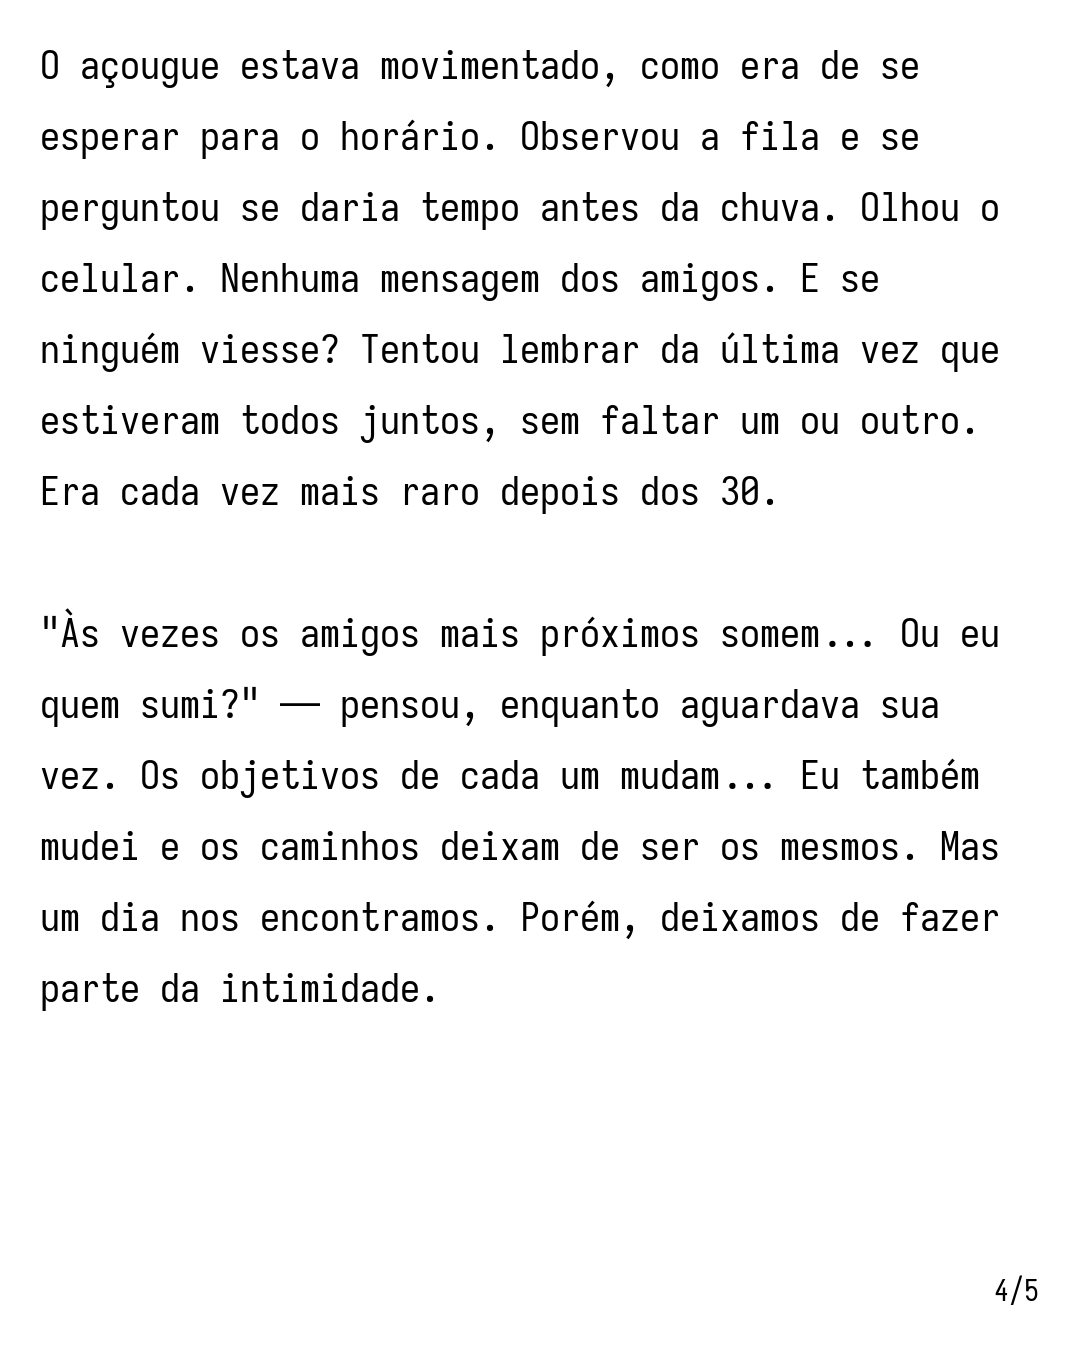 O açougue estava movimentado, como era de se
esperar para o horário. Observou a fila e se
perguntou se daria tempo antes da chuva. Olhou o
celular. Nenhuma mensagem dos amigos. E se
ninguém viesse? Tentou lembrar da última vez que
estiveram todos juntos, sem faltar um ou outro.
Era cada vez mais raro depois dos 30.
"Às vezes os amigos mais próximos somem... Ou eu
quem sumi?" — pensou, enquanto aguardava sua
vez. Os objetivos de cada um mudam... Eu também
mudei e os caminhos deixam de ser os mesmos. Mas
um dia nos encontramos. Porém, deixamos de fazer
parte da intimidade.
4/5